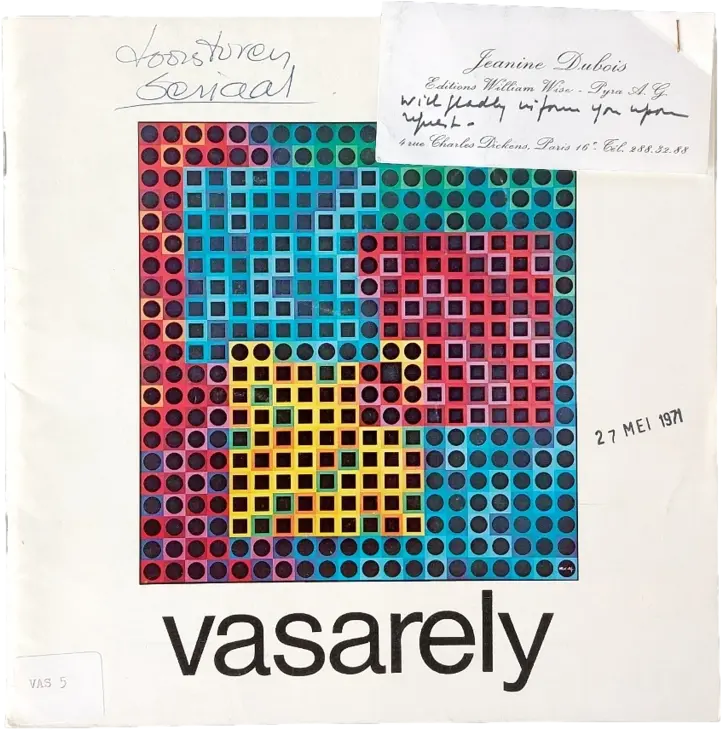 doorsturen
Seriaal
Jeanine Dubois
Editions William Wise - Pyra A.G.
will gladly inform you upon
request.
4 rue Charles Dickens, Paris 16e. Tél. 288.32.88
27 MEI 1971
vasarely
VAS 5